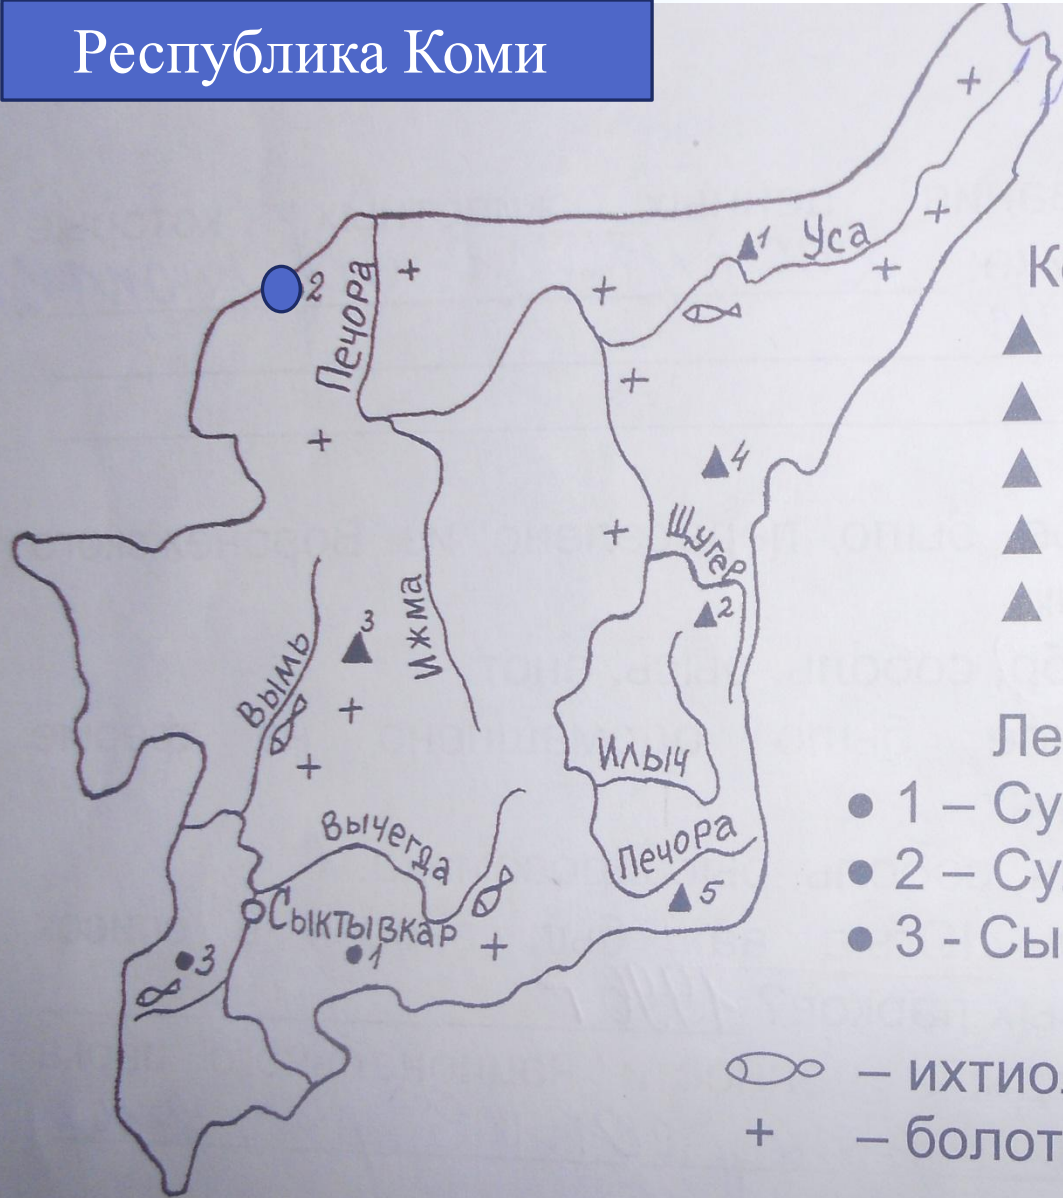 Республика Коми
1
Уса
2
Печора
К
4
Щугер
2
3
Ижма
Вымь
Илыч
Ле
1 – Су
Вычегда
Печора
2 – Су
5
Сыктывкар
1
3
3 - Сы
– ихтио
– болот